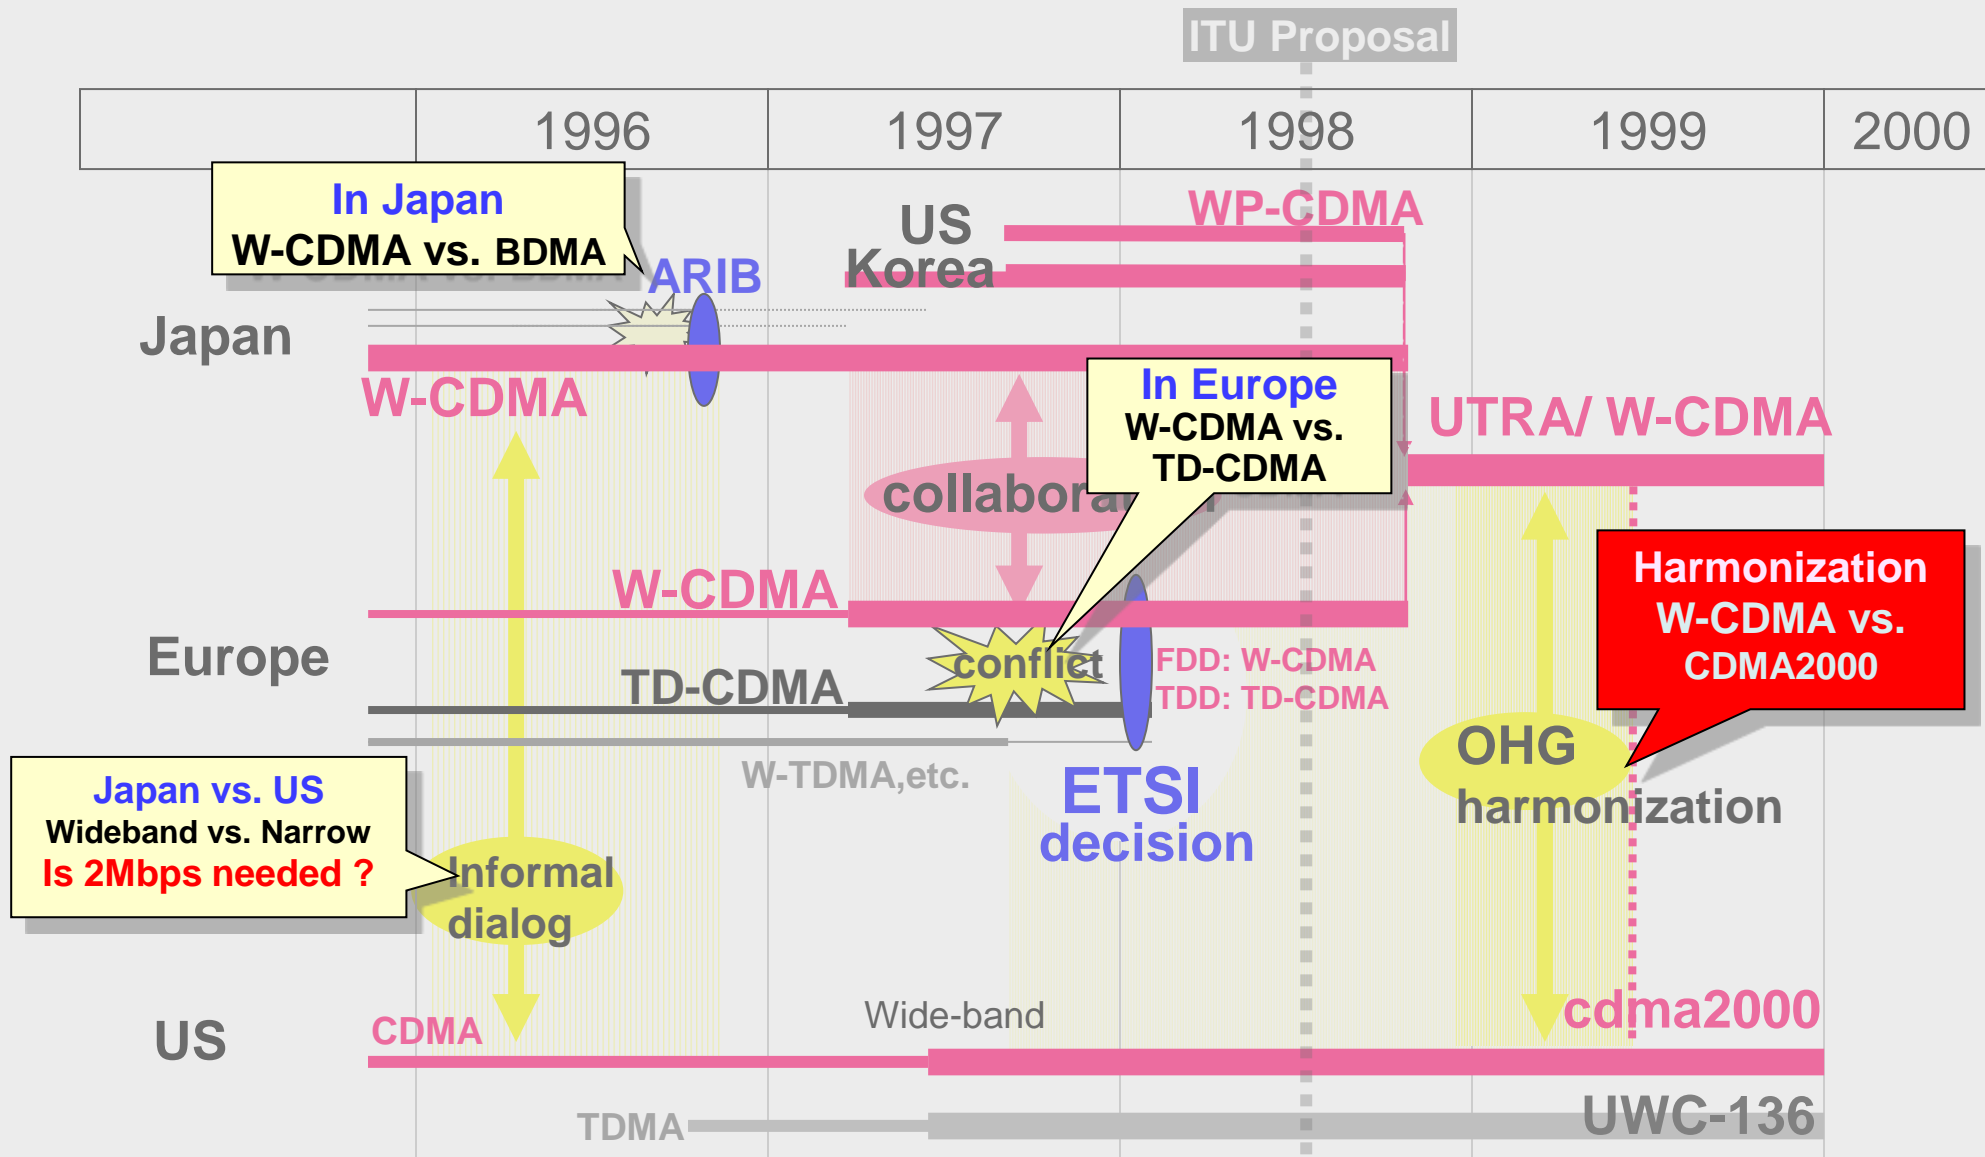 ITU Proposal
1996 1997 1998 1999 2000
In Japan
W-CDMA vs. BDMA
US
WP-CDMA
Korea
ARIB
Japan
W-CDMA
In Europe
W-CDMA vs.
TD-CDMA
UTRA/ W-CDMA
W-CDMA
Harmonization
W-CDMA vs.
CDMA2000
Europe
conflict
FDD: W-CDMA
TDD: TD-CDMA
TD-CDMA
W-TDMA,etc.
ETSI
decision
OHG
harmonization
Japan vs. US
Wideband vs. Narrow
Is 2Mbps needed ?
Informal
dialog
Wide-band
cdma2000
US
CDMA
TDMA
UWC-136